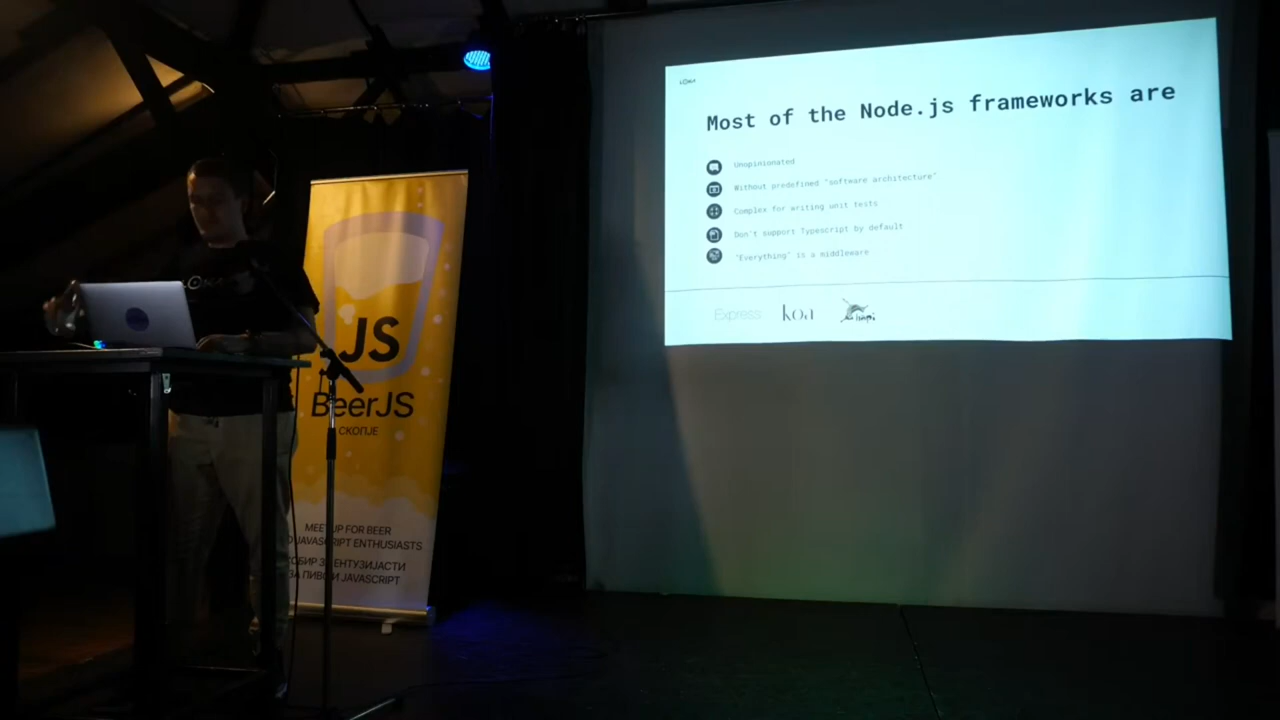 LOKA
Most of the Node.js frameworks are
Unopinionated
Without predefined "software architecture"
Complex for writing unit tests
Don't support Typescript by default
"Everything" is a middleware
Express
koa
hapi
JS
BeerJS
СКОПЈЕ
MEETUP FOR BEER
JAVASCRIPT ENTHUSIASTS
ЕНТУЗИЈАСТИ
ЗА ПИВО И JAVASCRIPT